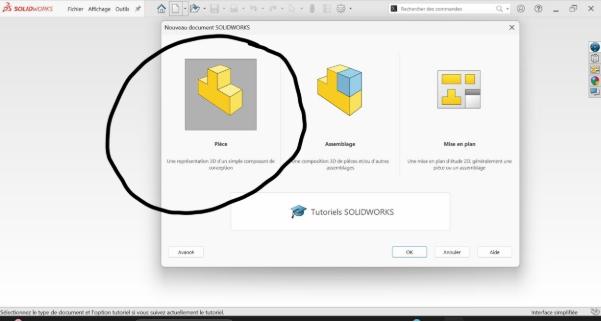 SOLIDWORKS Fichier Affichage Outils
Rechercher des commandes
Nouveau document SOLIDWORKS
Pièce
Une représentation 3D d'un simple composant de
conception
Assemblage
Une composition 3D de pièces et/ou d'autres
assemblages
Mise en plan
Une mise en plan d'étude 2D, généralement une
pièce ou un assemblage
Tutoriels SOLIDWORKS
Avancé
OK
Annuler
Aide
Sélectionnez le type de document et l'option tutoriel si vous suivez actuellement le tutoriel.
Interface simplifiée